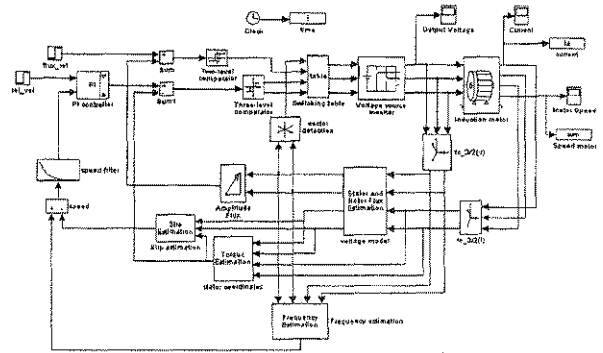 Clock
time
Output Voltage
Current
current
flux_ref
Sum
Two-level
comparator
table
Switching table
Voltage source
inverter
Induction motor
rot_vel
PI
PI controller
Sum1
Three-level
comparator
Motor Speed
Speed motor
sector
detection
to_3/2(v)
speed filter
Amplitude
Flux
Stator and
Rotor Flux
Estimation
voltage model
to_3/2(i)
speed
Slip
Estimation
Slip estimation
Torque
Estimation
stator coordinates
Frequency
Estimation
Frequency estimation